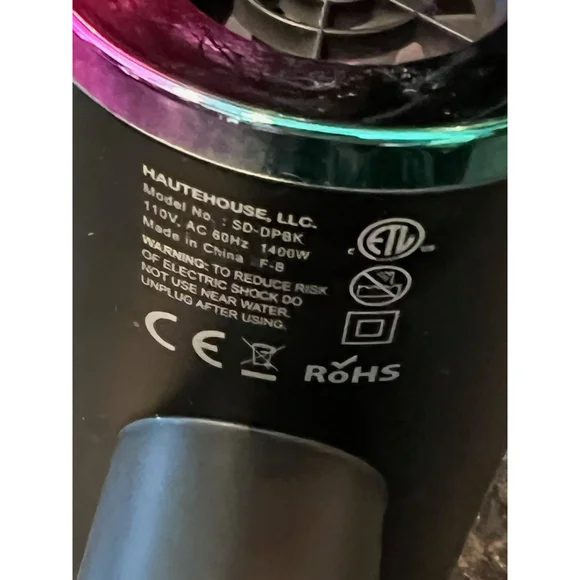 HAUTEHOUSE, LLC.
Model No. : SD-DPBK
110V, AC 60Hz 1400W
Made in China F-B
WARNING: TO REDUCE RISK
OF ELECTRIC SHOCK DO
NOT USE NEAR WATER.
UNPLUG AFTER USING.
ETL
CE
RoHS